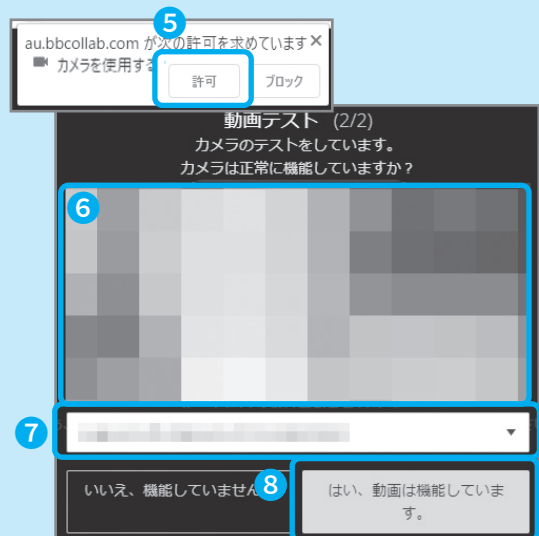 5
au.bbcollab.com が次の許可を求めています ×
カメラを使用する
許可
ブロック
動画テスト (2/2)
カメラのテストをしています。
カメラは正常に機能していますか？
6
7
いいえ、機能していません
8
はい、動画は機能していま
す。